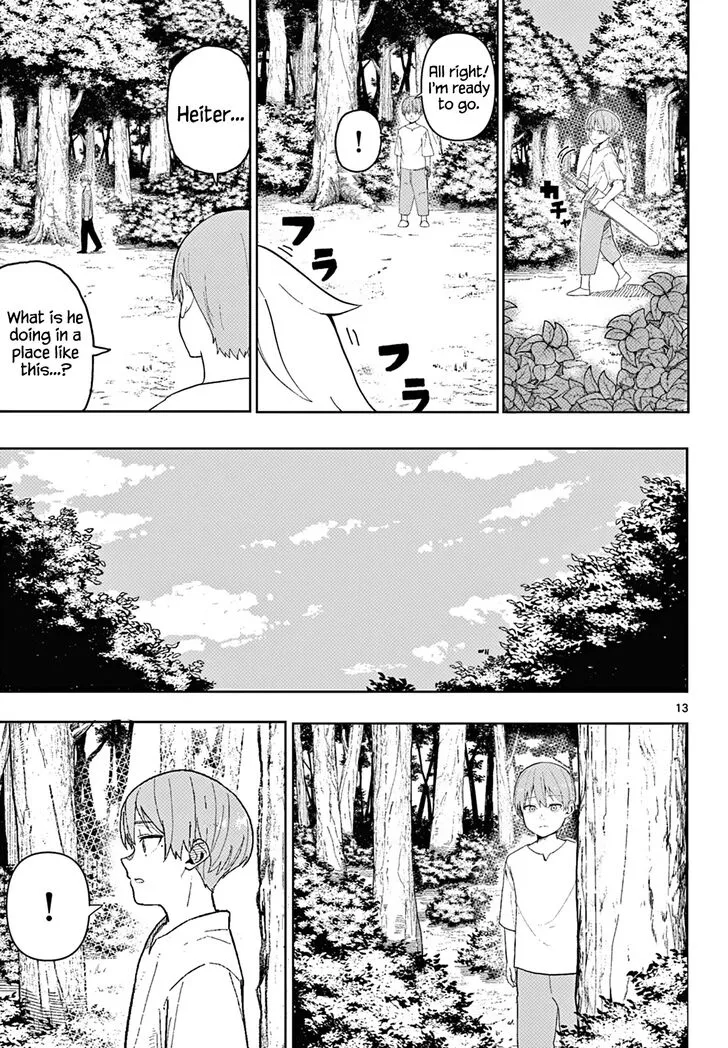 カチャ
All right!
I'm ready
to go.
!
フラ
フラ
Heiter...
What is he
doing in a
place like
this...?
13
!